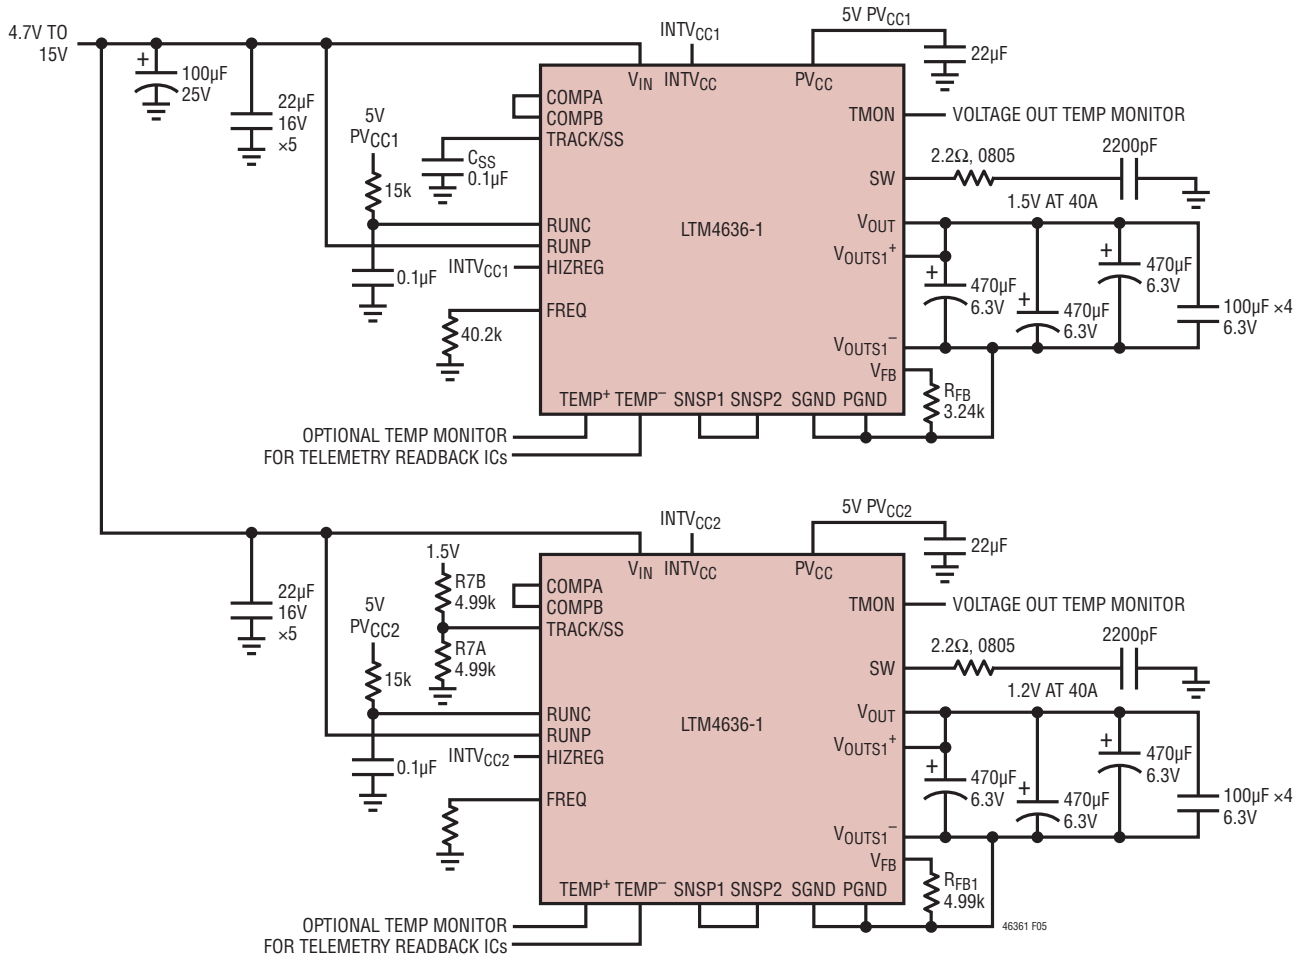 4.7V TO
15V
+
100µF
25V
22µF
16V
×5
5V
PVCC1
15k
0.1µF
CSS
0.1µF
INTVCC1
5V PVCC1
22µF
VIN
INTVCC
PVCC
COMPA
COMPB
TRACK/SS
RUNC
RUNP
INTVCC1
HIZREG
FREQ
40.2k
LTM4636-1
TMON
VOLTAGE OUT TEMP MONITOR
SW
2.2Ω, 0805
2200pF
1.5V AT 40A
VOUT
VOUTS1+
+
470µF
6.3V
+
470µF
6.3V
+
470µF
6.3V
100µF ×4
6.3V
VOUTS1–
VFB
RFB
3.24k
TEMP+
TEMP–
SNSP1
SNSP2
SGND
PGND
OPTIONAL TEMP MONITOR
FOR TELEMETRY READBACK ICs
22µF
16V
×5
5V
PVCC2
15k
0.1µF
1.5V
R7B
4.99k
R7A
4.99k
INTVCC2
5V PVCC2
22µF
VIN
INTVCC
PVCC
COMPA
COMPB
TRACK/SS
RUNC
RUNP
INTVCC2
HIZREG
FREQ
LTM4636-1
TMON
VOLTAGE OUT TEMP MONITOR
SW
2.2Ω, 0805
2200pF
1.2V AT 40A
VOUT
VOUTS1+
+
470µF
6.3V
+
470µF
6.3V
+
470µF
6.3V
100µF ×4
6.3V
VOUTS1–
VFB
RFB1
4.99k
TEMP+
TEMP–
SNSP1
SNSP2
SGND
PGND
OPTIONAL TEMP MONITOR
FOR TELEMETRY READBACK ICs
46361 F05